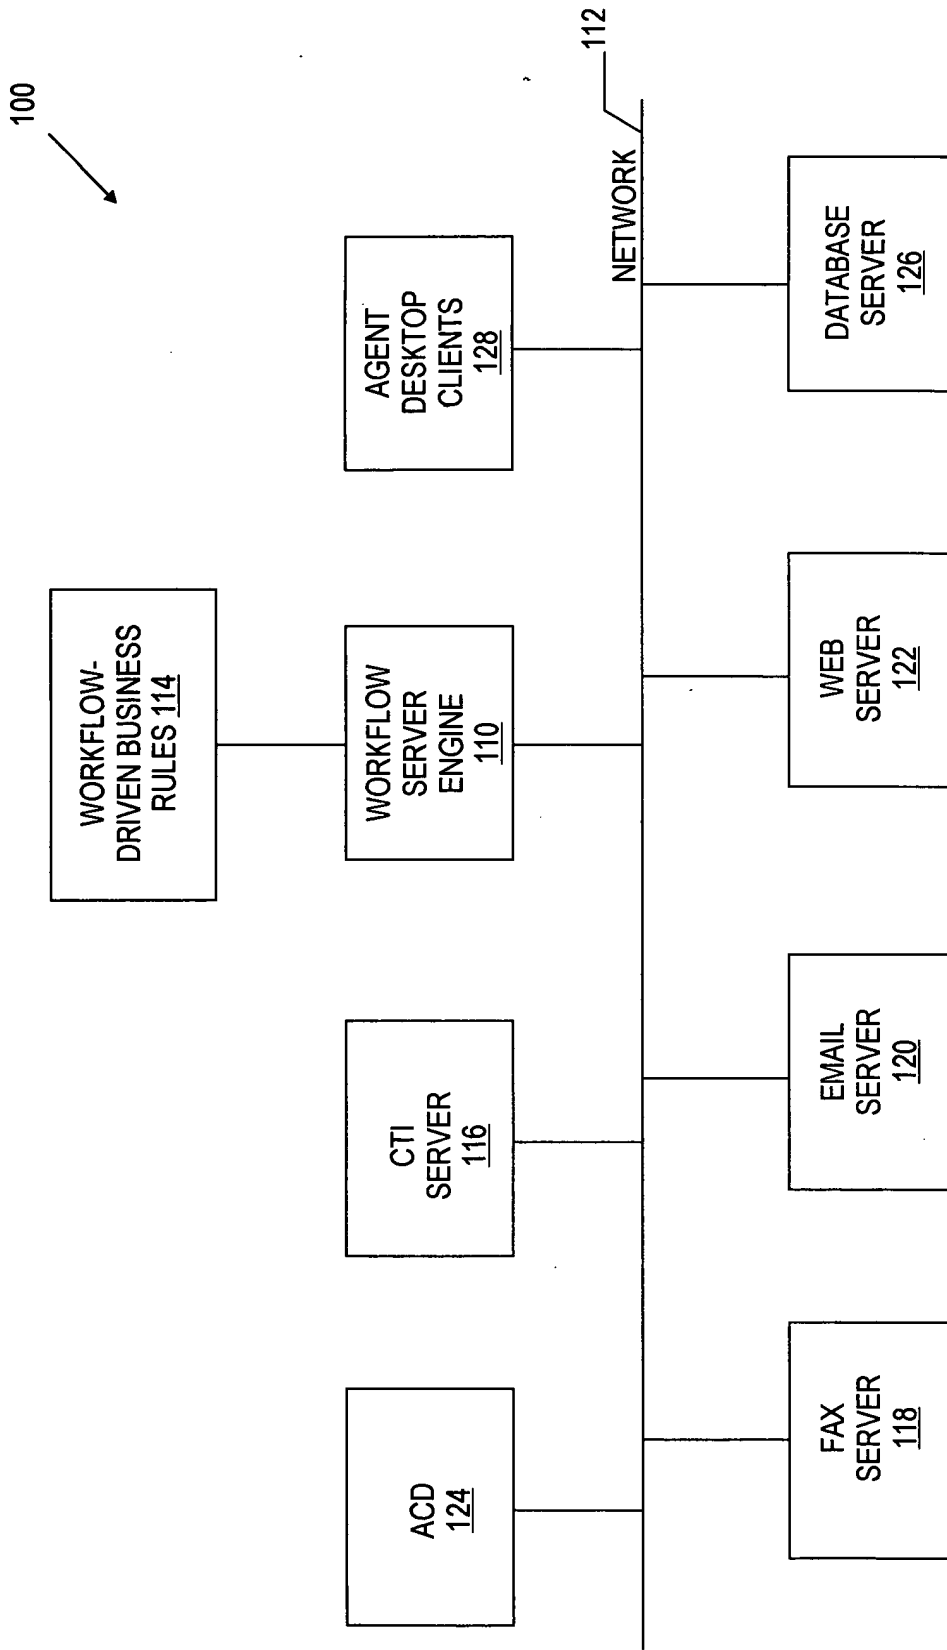 100
WORKFLOW-
DRIVEN BUSINESS
RULES 114
ACD
124
CTI
SERVER
116
WORKFLOW
SERVER
ENGINE
110
AGENT
DESKTOP
CLIENTS
128
NETWORK
112
FAX
SERVER
118
EMAIL
SERVER
120
WEB
SERVER
122
DATABASE
SERVER
126